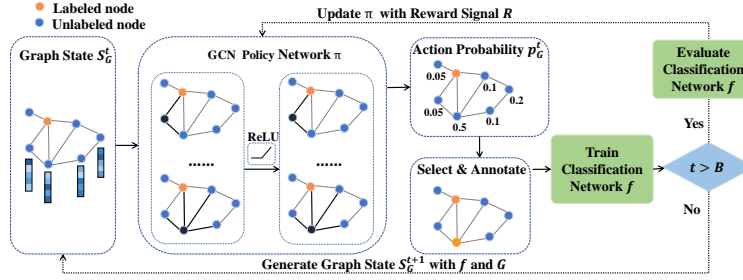 Labeled node
Unlabeled node
Update π with Reward Signal R
Graph State S_G^t
GCN Policy Network π
ReLU
......
......
Action Probability p_G^t
0.05
0.1
0.2
0.05
0.1
0.5
Select & Annotate
Train
Classification
Network f
Evaluate
Classification
Network f
Yes
t > B
No
Generate Graph State S_G^{t+1} with f and G